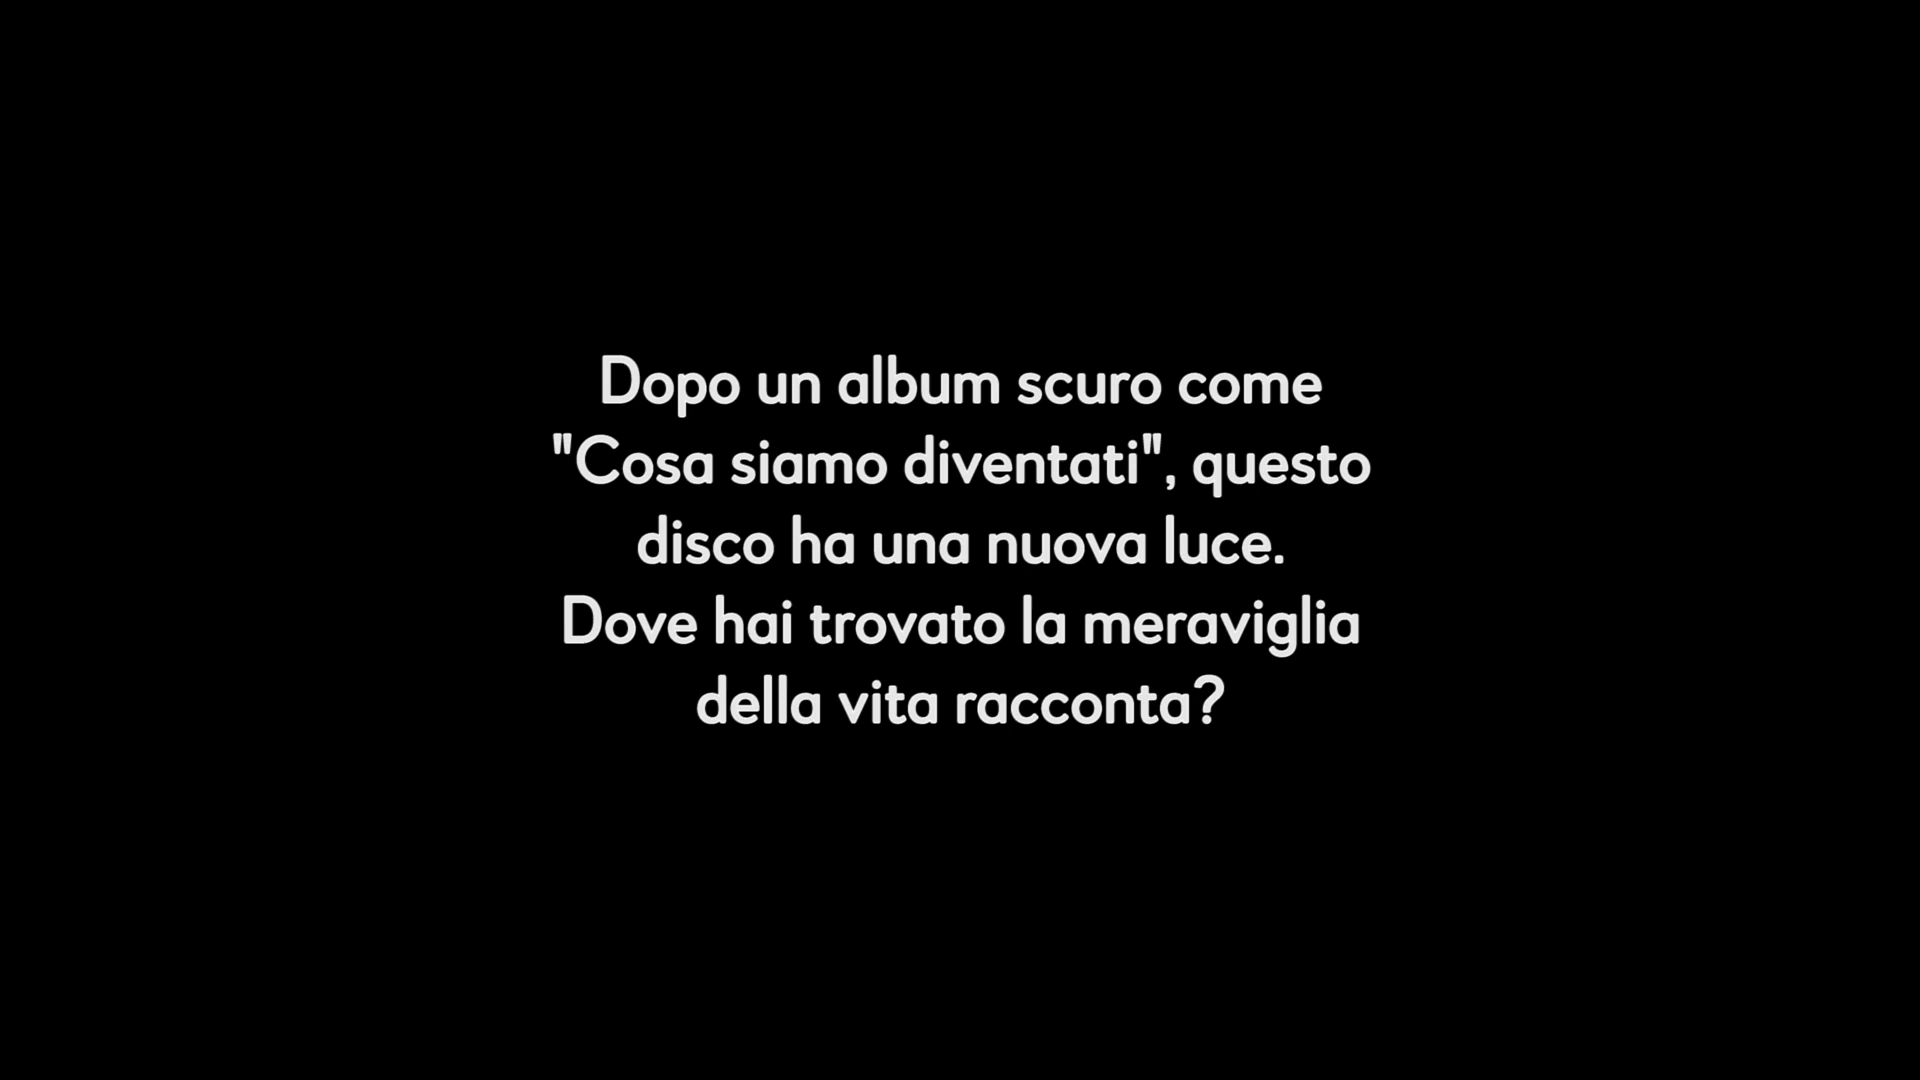 Dopo un album scuro come
"Cosa siamo diventati", questo
disco ha una nuova luce.
Dove hai trovato la meraviglia
della vita racconta?